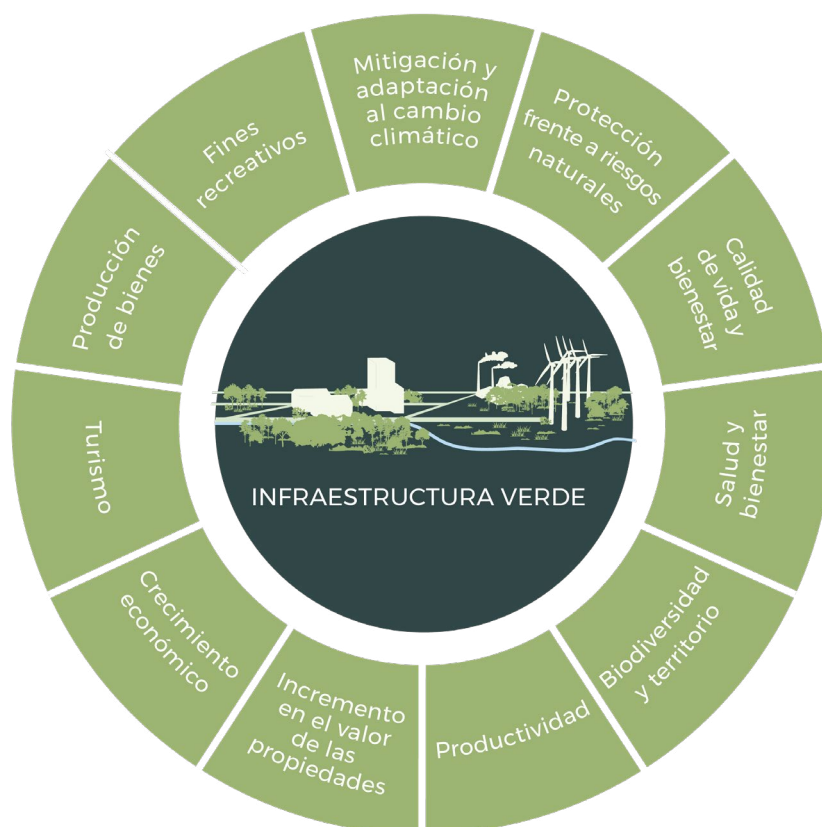 Mitigación y
adaptación
al cambio
climático
Protección
frente a riesgos
naturales
Calidad
de vida y
bienestar
Salud y
bienestar
Biodiversidad
y territorio
Productividad
Incremento
en el valor
de las
propiedades
Crecimiento
económico
Turismo
Producción
de bienes
Fines
recreativos
INFRAESTRUCTURA VERDE